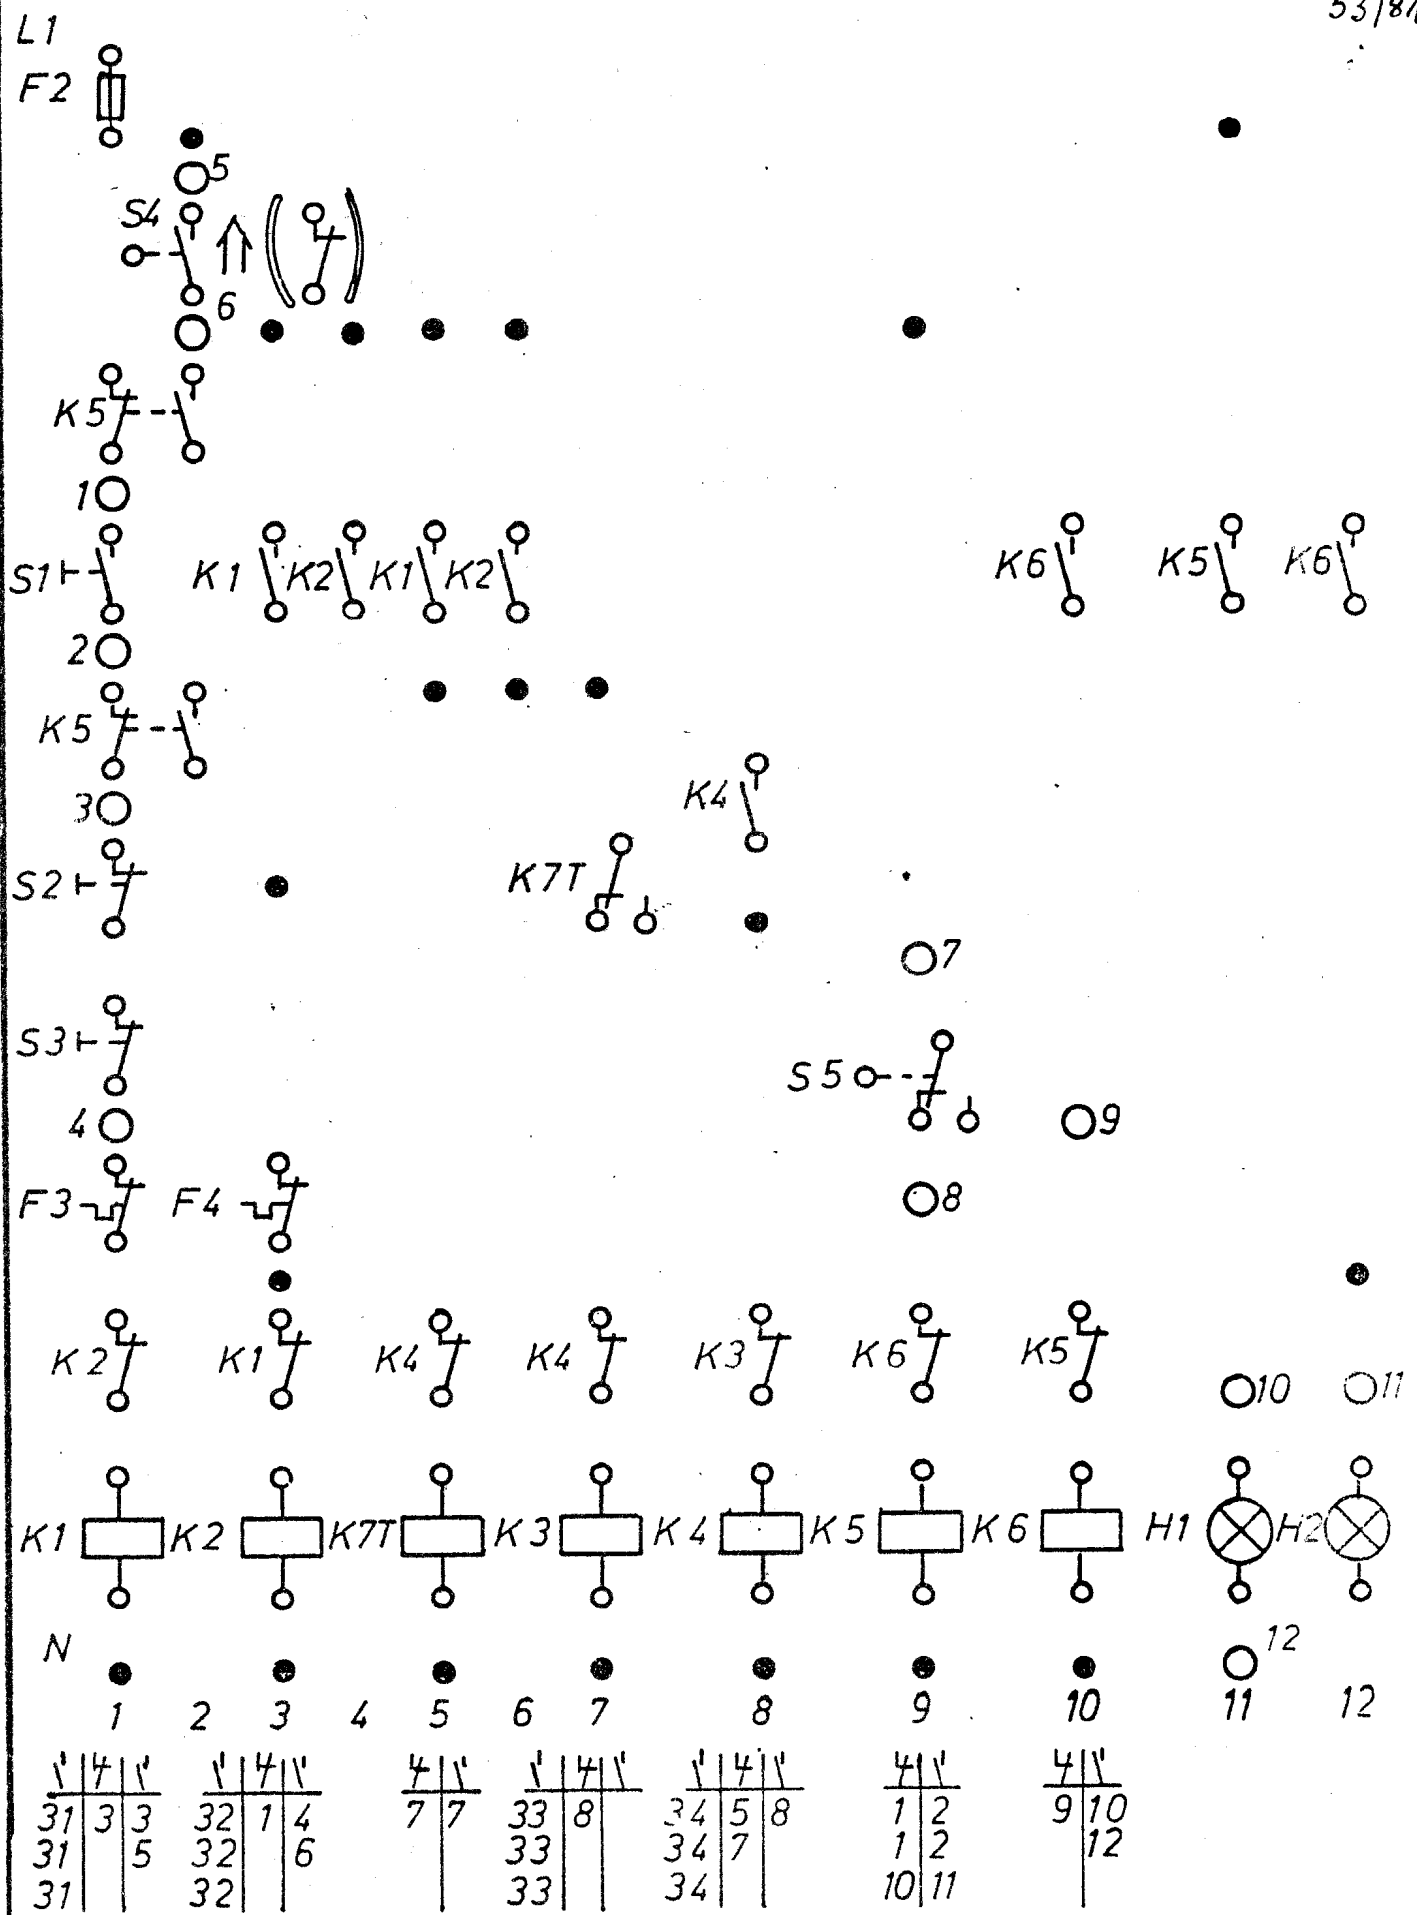 L1
F2
5
S4
6
K5
1
S1 K1 K2 K1 K2 K6 K5 K6
2
K5
3
K4
S2 K7T
7
S3
S5
4 9
F3 F4 8
K2 K1 K4 K4 K3 K6 K5
10 11
K1 K2 K7T K3 K4 K5 K6 H1 H2
N 12
1 2 3 4 5 6 7 8 9 10 11 12
31 3 3 32 1 4 7 7 33 8 34 5 8 1 2 9 10
31 5 32 6 33 34 7 1 2 12
31 32 33 34 10 11